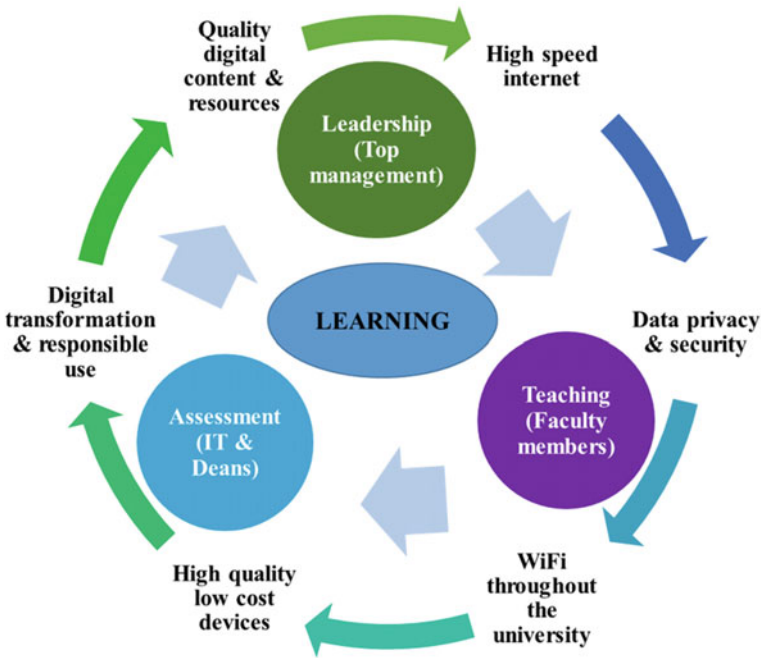 Quality
digital
content &
resources
High speed
internet
Leadership
(Top
management)
LEARNING
Digital
transformation
& responsible
use
Data privacy
& security
Assessment
(IT &
Deans)
Teaching
(Faculty
members)
High quality
low cost
devices
WiFi
throughout
the
university